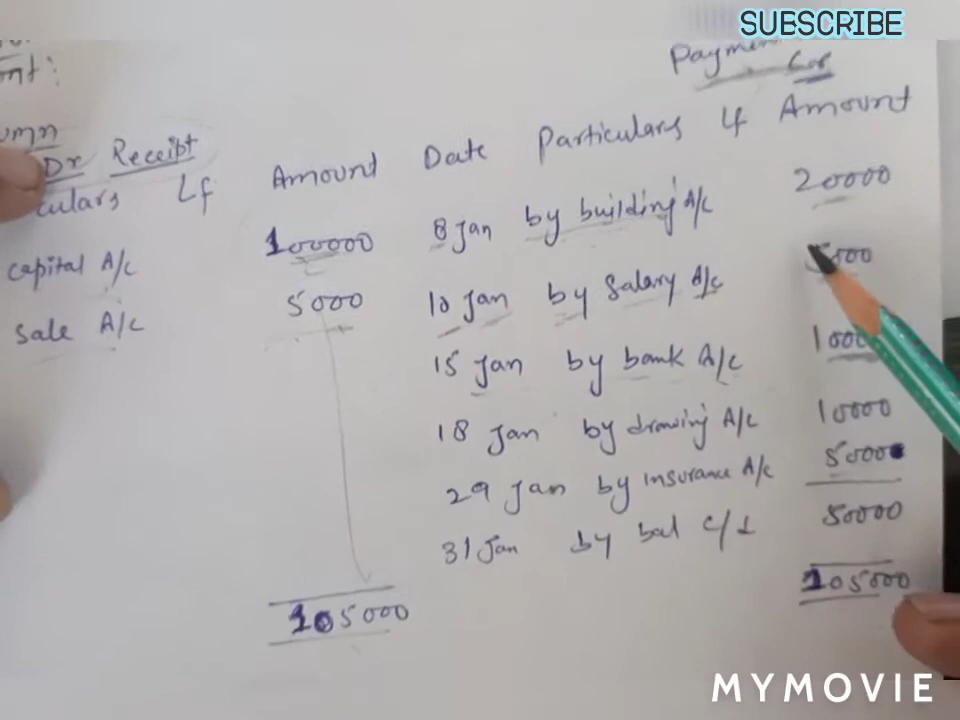 SUBSCRIBE
ont:
umn
Dr Receipt
culars Lf Amount Date Particulars Lf Amount
capital A/c 100000 8 Jan by building A/c 20000
Sale A/c 5000 10 Jan by Salary A/c 5000
15 Jan by bank A/c
18 Jan by drawing A/c 10000
29 Jan by insurance A/c
31 Jan by bal c/d 50000
105000 105000
MYMOVIE